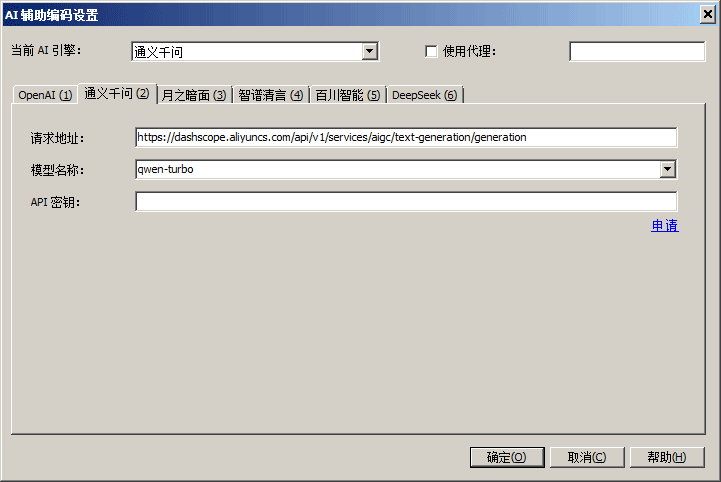 AI 辅助编码设置
当前 AI 引擎: 通义千问 使用代理:
OpenAI (1) 通义千问 (2) 月之暗面 (3) 智谱清言 (4) 百川智能 (5) DeepSeek (6)
请求地址: https://dashscope.aliyuncs.com/api/v1/services/aigc/text-generation/generation
模型名称: qwen-turbo
API 密钥:
申请
确定(O) 取消(C) 帮助(H)